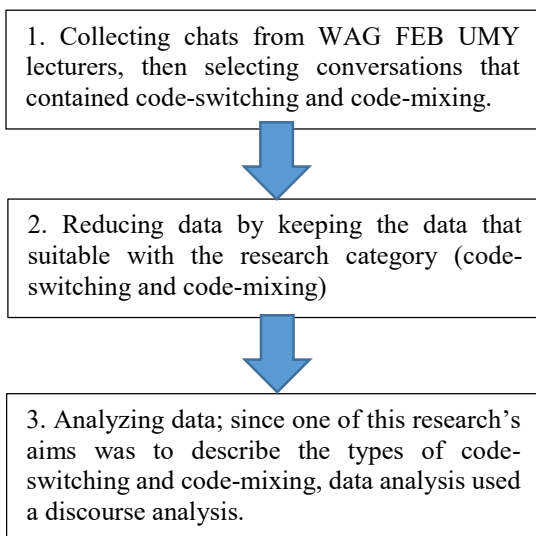 1. Collecting chats from WAG FEB UMY
lecturers, then selecting conversations that
contained code-switching and code-mixing.
2. Reducing data by keeping the data that
suitable with the research category (code-
switching and code-mixing)
3. Analyzing data; since one of this research's
aims was to describe the types of code-
switching and code-mixing, data analysis used
a discourse analysis.